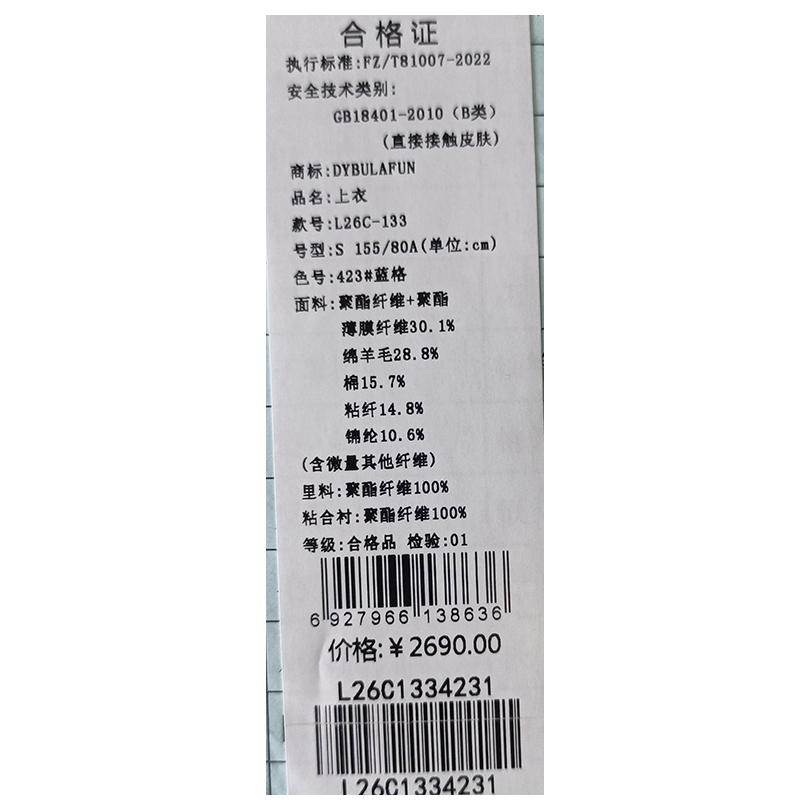 合格证
执行标准:FZ/T81007-2022
安全技术类别:
GB18401-2010（B类）
(直接接触皮肤)
商标:DYBULAFUN
品名:上衣
款号:L26C-133
号型:S 155/80A(单位:cm)
色号:423#蓝格
面料:聚酯纤维+聚酯
薄膜纤维30.1%
绵羊毛28.8%
棉15.7%
粘纤14.8%
锦纶10.6%
(含微量其他纤维)
里料:聚酯纤维100%
粘合衬:聚酯纤维100%
等级:合格品 检验:01
6 927966 138636
价格:¥2690.00
L26C1334231
L26C1334231